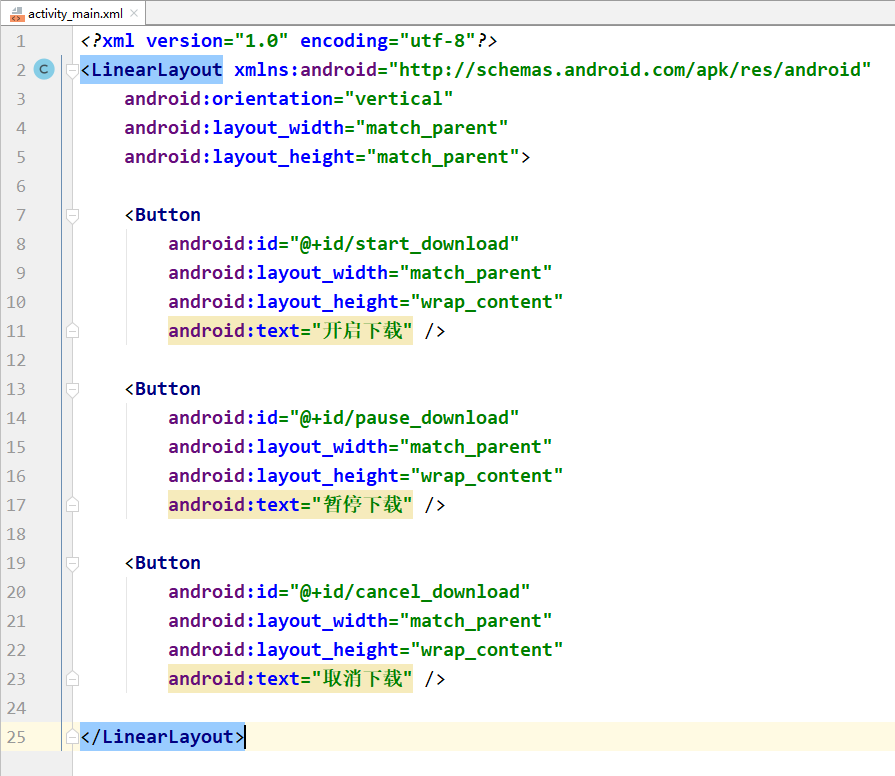 activity_main.xml
1 <?xml version="1.0" encoding="utf-8"?>
2 C <LinearLayout xmlns:android="http://schemas.android.com/apk/res/android"
3     android:orientation="vertical"
4     android:layout_width="match_parent"
5     android:layout_height="match_parent">
6
7     <Button
8         android:id="@+id/start_download"
9         android:layout_width="match_parent"
10         android:layout_height="wrap_content"
11         android:text="开启下载" />
12
13     <Button
14         android:id="@+id/pause_download"
15         android:layout_width="match_parent"
16         android:layout_height="wrap_content"
17         android:text="暂停下载" />
18
19     <Button
20         android:id="@+id/cancel_download"
21         android:layout_width="match_parent"
22         android:layout_height="wrap_content"
23         android:text="取消下载" />
24
25 </LinearLayout>